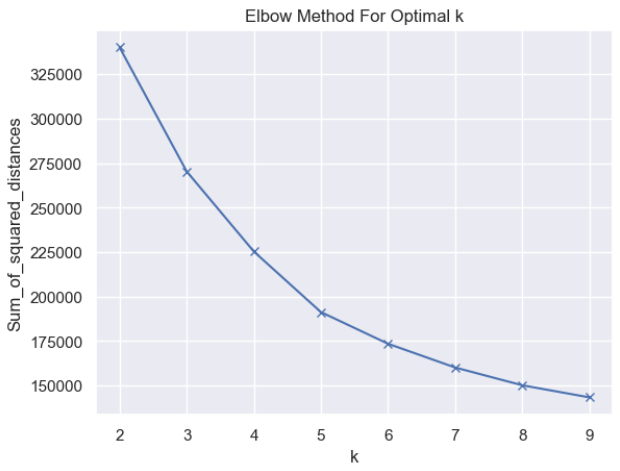 Elbow Method For Optimal k
Sum_of_squared_distances
325000
300000
275000
250000
225000
200000
175000
150000
2 3 4 5 6 7 8 9
k